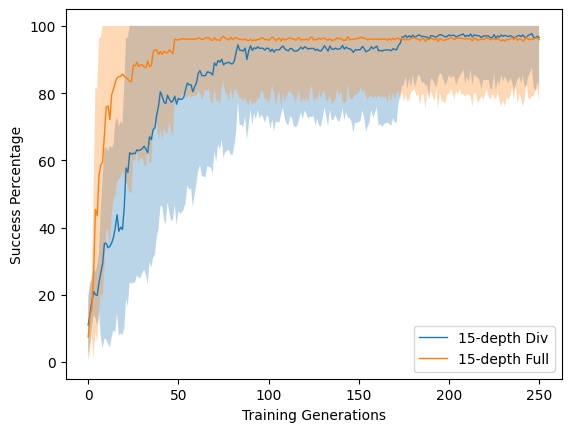 100
80
60
40
20
0
Success Percentage
0 50 100 150 200 250
Training Generations
15-depth Div
15-depth Full